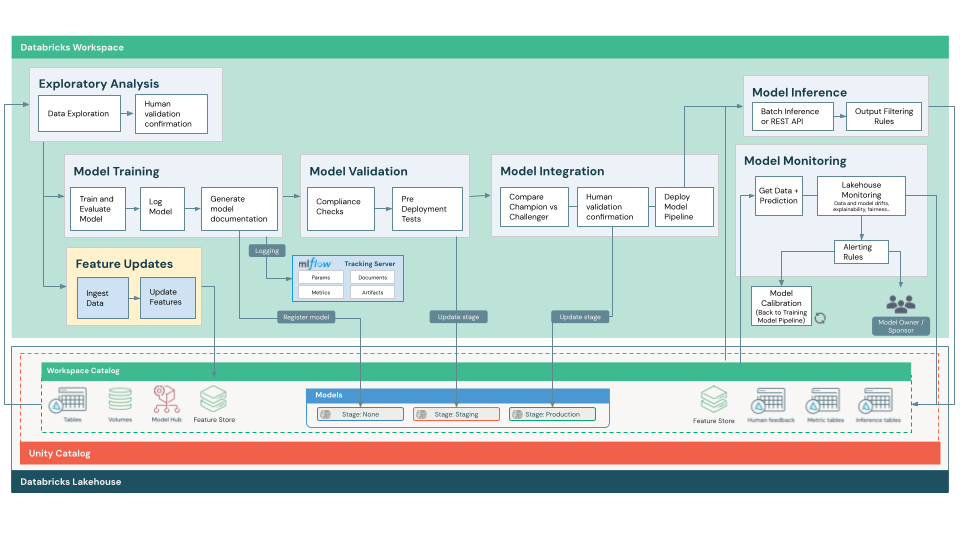 Databricks Workspace
Exploratory Analysis
Data Exploration
Human
validation
confirmation
Model Inference
Batch Inference
or REST API
Output Filtering
Rules
Model Training
Train and
Evaluate
Model
Log
Model
Generate
model
documentation
Model Validation
Compliance
Checks
Pre
Deployment
Tests
Model Integration
Compare
Champion vs
Challenger
Human
validation
confirmation
Deploy
Model
Pipeline
Model Monitoring
Get Data +
Prediction
Lakehouse
Monitoring
Data and model drifts,
explainability, fairness..
Alerting
Rules
Model
Calibration
(Back to Training
Model Pipeline)
Model Owner /
Sponsor
Feature Updates
Ingest
Data
Update
Features
Logging
mlflow Tracking Server
Params
Documents
Metrics
Artifacts
Register model
Update stage
Update stage
Workspace Catalog
Tables
Volumes
Model Hub
Feature Store
Models
Stage: None
Stage: Staging
Stage: Production
Feature Store
Human feedback
Metric tables
Inference tables
Unity Catalog
Databricks Lakehouse